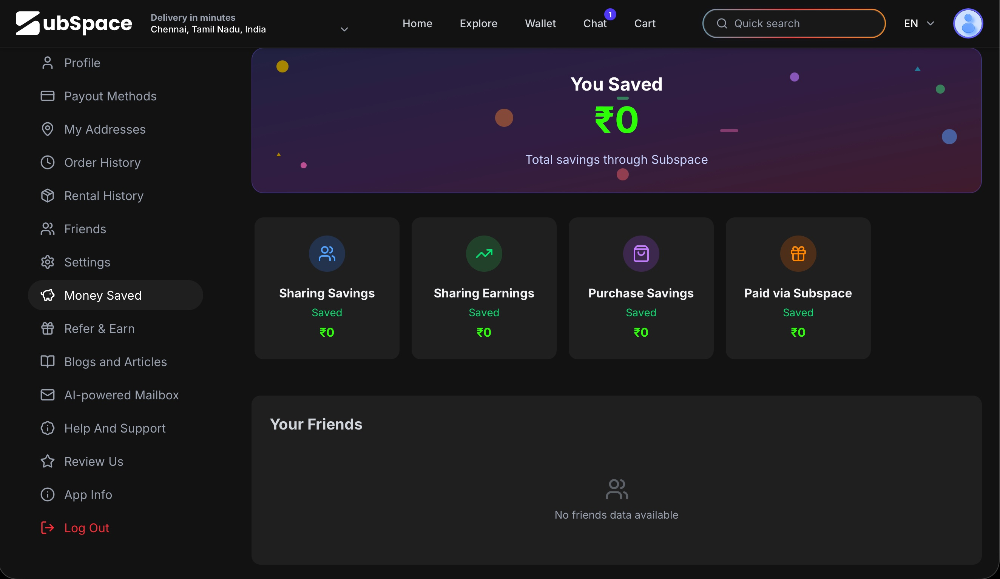 ubSpace
Delivery in minutes
Chennai, Tamil Nadu, India
Home
Explore
Wallet
Chat
1
Cart
Quick search
EN
Profile
Payout Methods
My Addresses
Order History
Rental History
Friends
Settings
Money Saved
Refer & Earn
Blogs and Articles
AI-powered Mailbox
Help And Support
Review Us
App Info
Log Out
You Saved
₹0
Total savings through Subspace
Sharing Savings
Saved
₹0
Sharing Earnings
Saved
₹0
Purchase Savings
Saved
₹0
Paid via Subspace
Saved
₹0
Your Friends
No friends data available